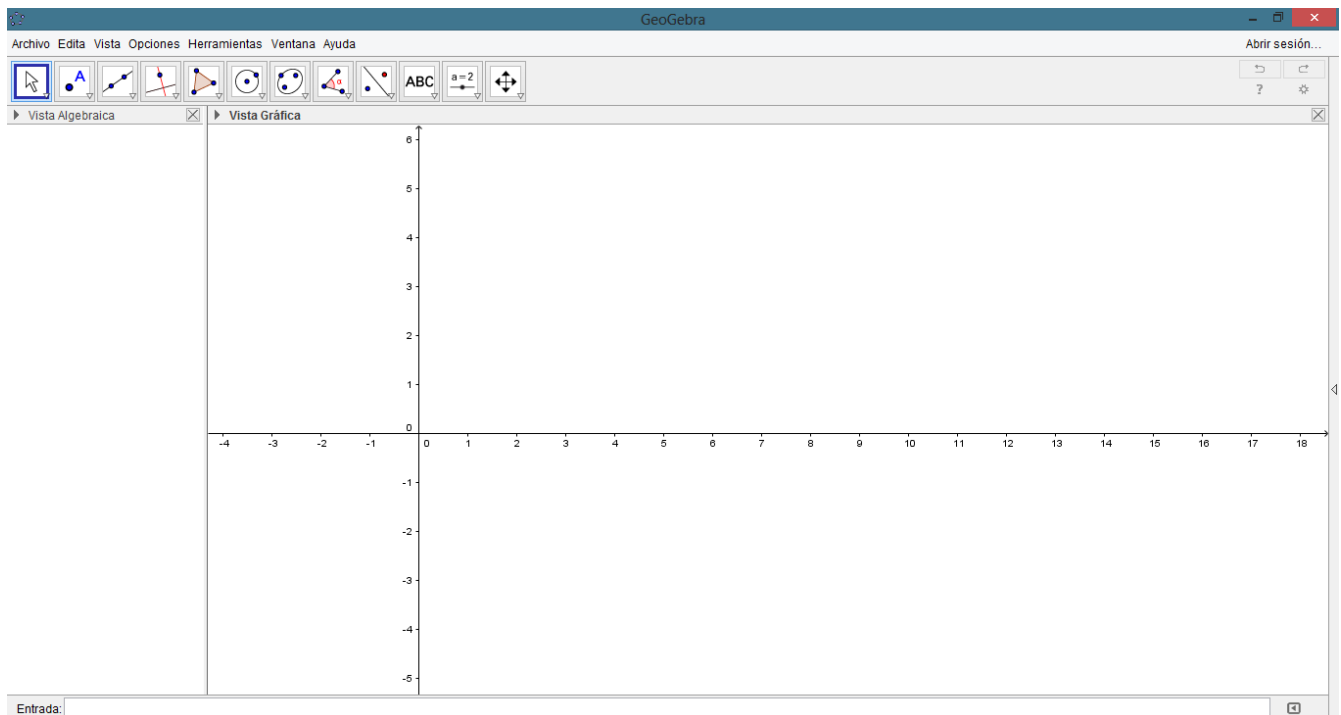 GeoGebra
Archivo Edita Vista Opciones Herramientas Ventana Ayuda
Abrir sesión...
A
α
ABC
a=2
?
Vista Algebraica
Vista Gráfica
6
5
4
3
2
1
0
-4 -3 -2 -1 0 1 2 3 4 5 6 7 8 9 10 11 12 13 14 15 16 17 18
-1
-2
-3
-4
-5
Entrada: